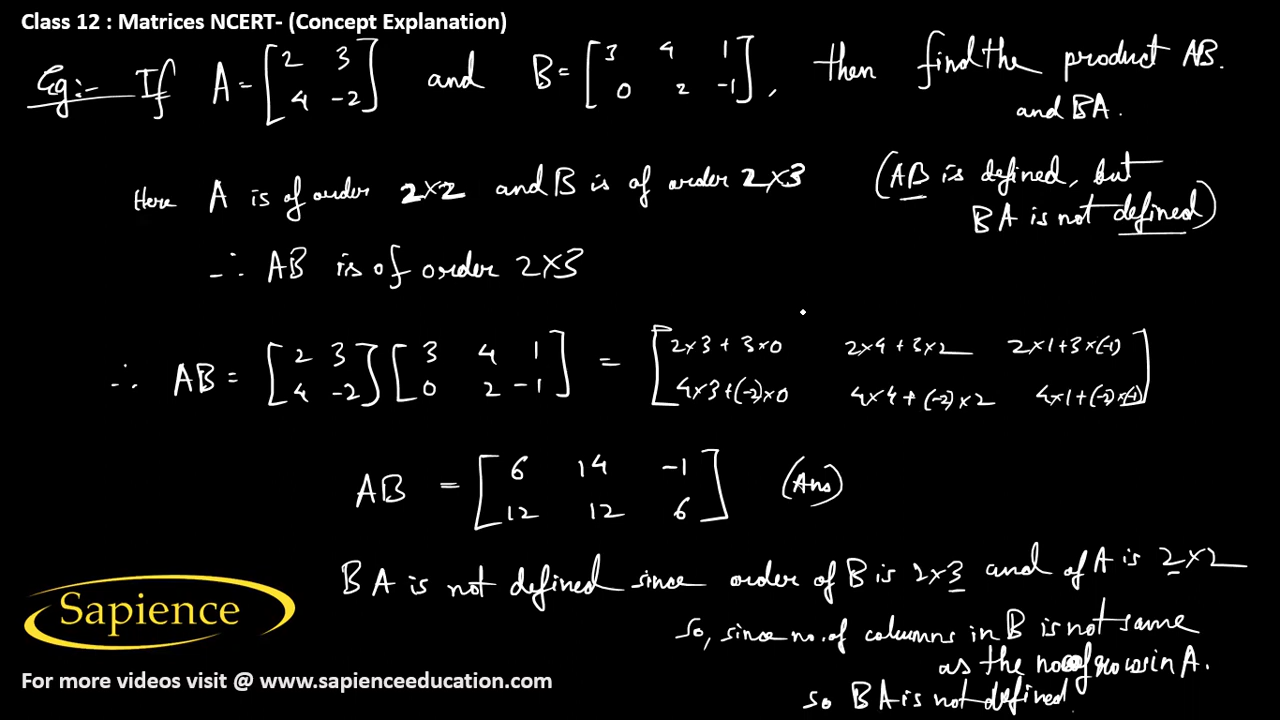 Class 12 : Matrices NCERT- (Concept Explanation)
Eg:- If A = [2 3; 4 -2] and B = [3 4 1; 0 2 -1], then find the product AB.
and BA.
Here A is of order 2×2 and B is of order 2×3 (AB is defined, but
BA is not defined)
∴ AB is of order 2×3
∴ AB = [2 3; 4 -2] [3 4 1; 0 2 -1] = [2×3+3×0 2×4+3×2 2×1+3×(-1); 4×3+(-2)×0 4×4+(-2)×2 4×1+(-2)×(-1)]
AB = [6 14 -1; 12 12 6] (Ans)
BA is not defined since order of B is 2×3 and of A is 2×2
so, since no. of columns in B is not same
as the no of rows in A.
so BA is not defined
Sapience
For more videos visit @ www.sapienceeducation.com